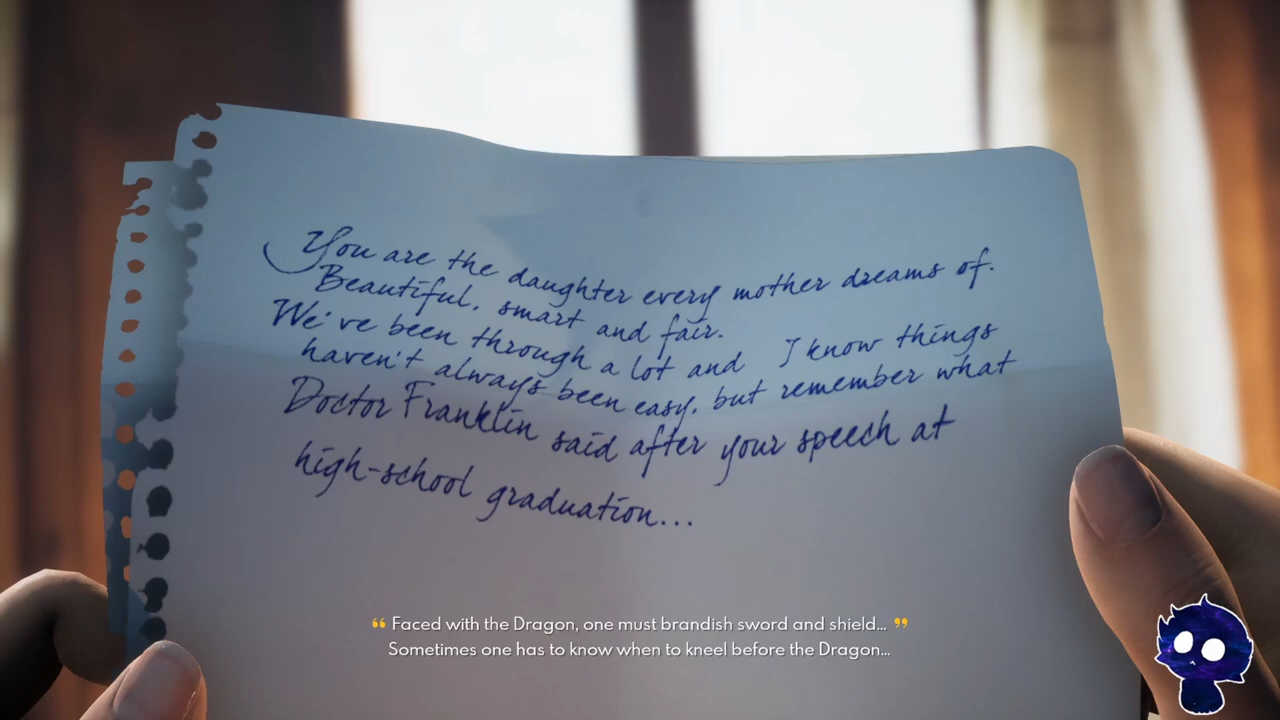 You are the daughter every mother dreams of.
Beautiful, smart and fair.
We've been through a lot and I know things
haven't always been easy, but remember what
Doctor Franklin said after your speech at
high-school graduation...
❝ Faced with the Dragon, one must brandish sword and shield... ❞
Sometimes one has to know when to kneel before the Dragon...